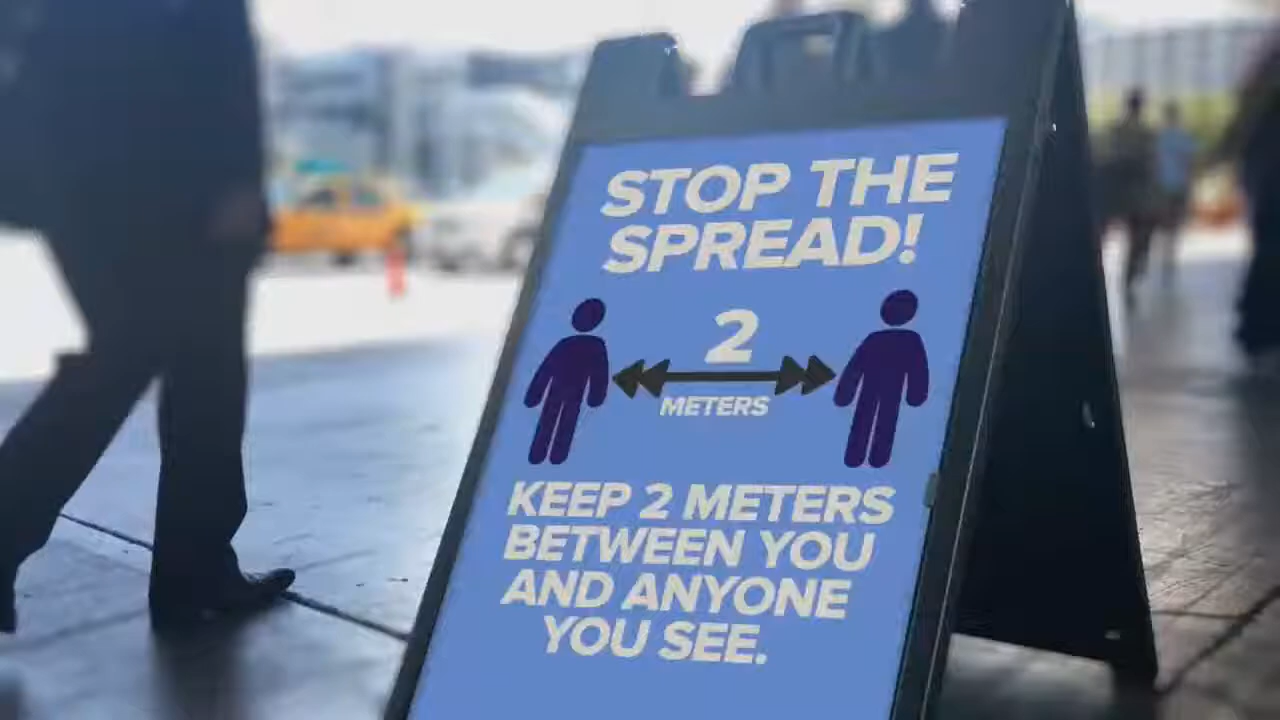 STOP THE
SPREAD!
2
METERS
KEEP 2 METERS
BETWEEN YOU
AND ANYONE
YOU SEE.